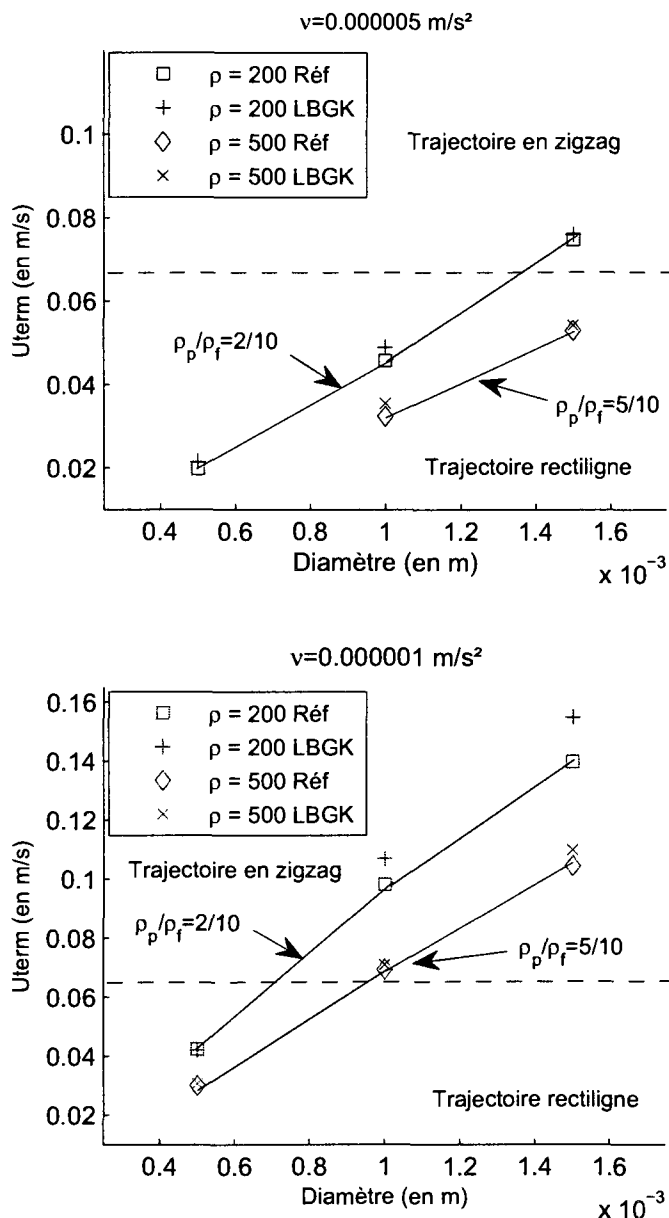 ν=0.000005 m/s²
ρ = 200 Réf
ρ = 200 LBGK
ρ = 500 Réf
ρ = 500 LBGK
Trajectoire en zigzag
ρp/ρf=2/10
ρp/ρf=5/10
Trajectoire rectiligne
Uterm (en m/s)
0.1
0.08
0.06
0.04
0.02
0.4 0.6 0.8 1 1.2 1.4 1.6
Diamètre (en m)
x 10⁻³
ν=0.000001 m/s²
ρ = 200 Réf
ρ = 200 LBGK
ρ = 500 Réf
ρ = 500 LBGK
Trajectoire en zigzag
ρp/ρf=2/10
ρp/ρf=5/10
Trajectoire rectiligne
Uterm (en m/s)
0.16
0.14
0.12
0.1
0.08
0.06
0.04
0.02
0.4 0.6 0.8 1 1.2 1.4 1.6
Diamètre (en m)
x 10⁻³